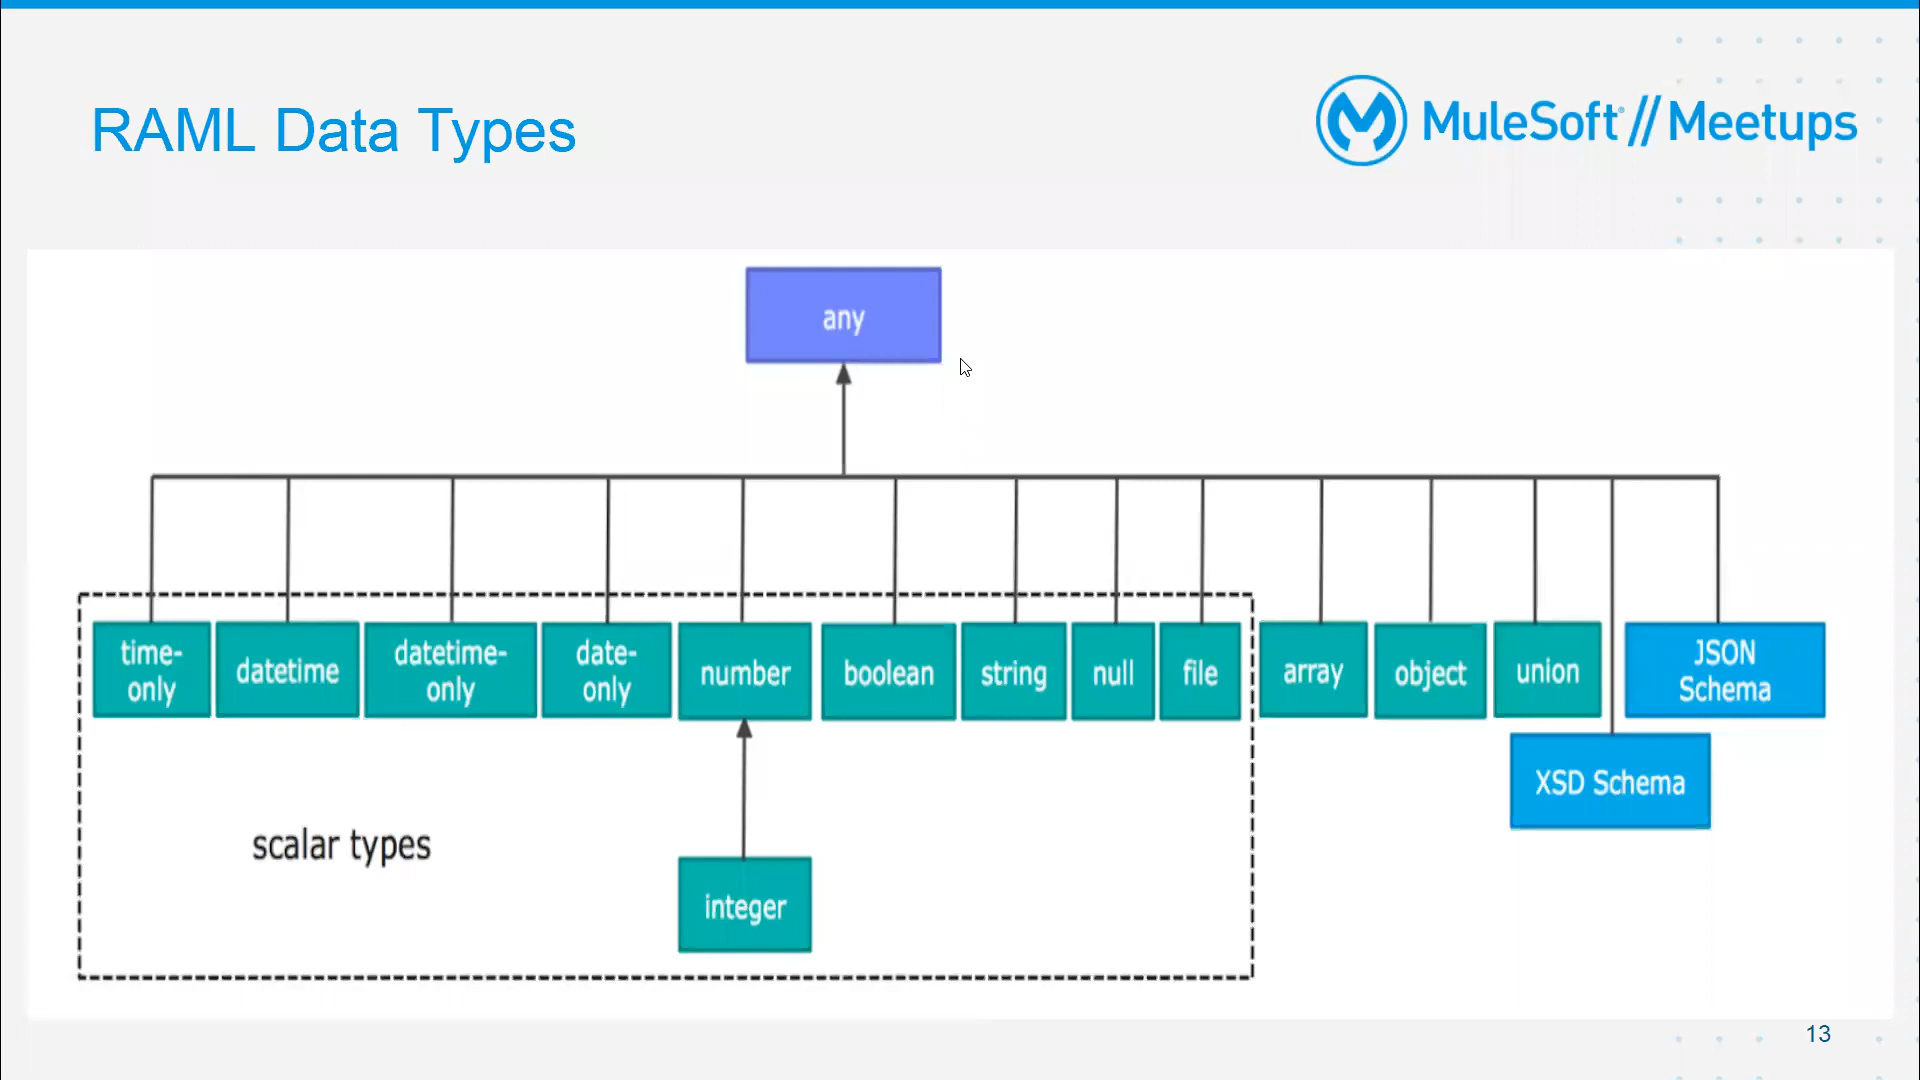 RAML Data Types
MuleSoft // Meetups
any
time-
only
datetime
datetime-
only
date-
only
number
boolean
string
null
file
array
object
union
JSON
Schema
XSD Schema
scalar types
integer
13